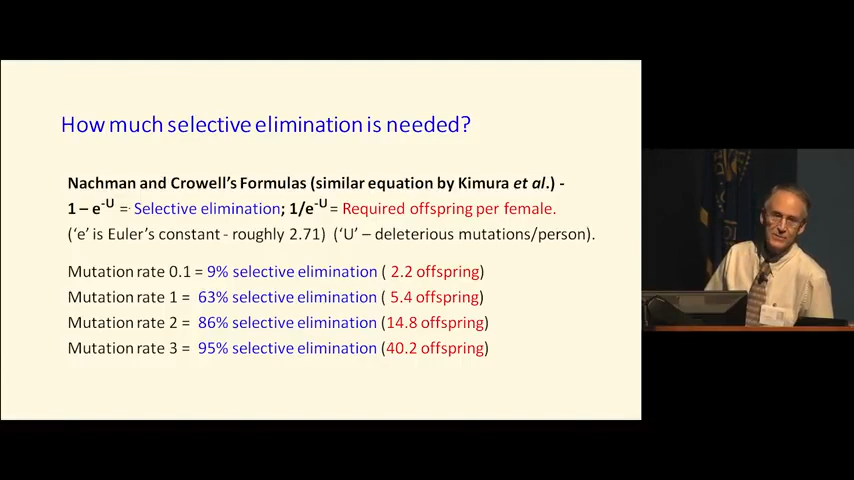 How much selective elimination is needed?
Nachman and Crowell's Formulas (similar equation by Kimura et al.) -
1 – e-U = Selective elimination; 1/e-U = Required offspring per female.
('e' is Euler's constant - roughly 2.71) ('U' – deleterious mutations/person).
Mutation rate 0.1 = 9% selective elimination ( 2.2 offspring)
Mutation rate 1 = 63% selective elimination ( 5.4 offspring)
Mutation rate 2 = 86% selective elimination (14.8 offspring)
Mutation rate 3 = 95% selective elimination (40.2 offspring)